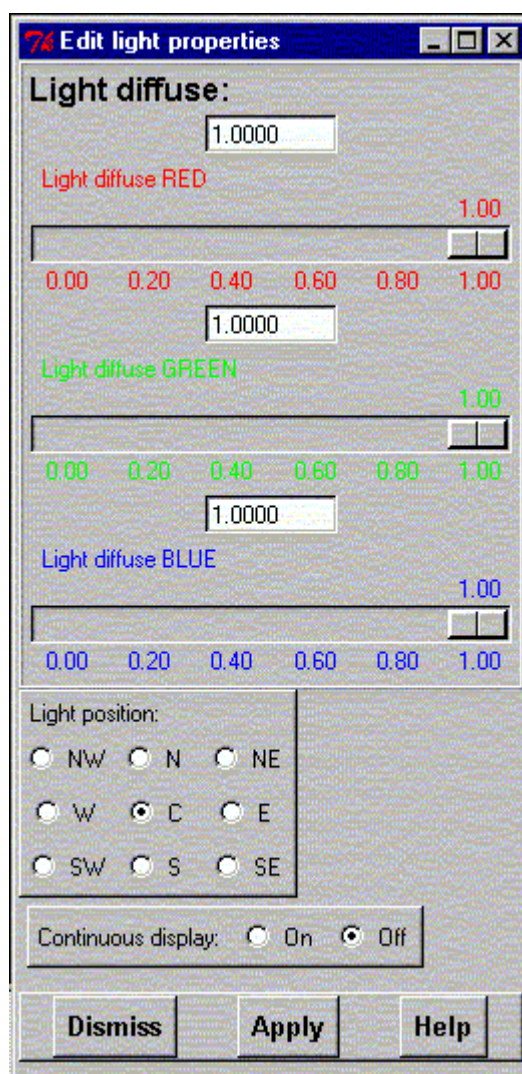 Edit light properties
Light diffuse:
1.0000
Light diffuse RED
1.00
0.00 0.20 0.40 0.60 0.80 1.00
1.0000
Light diffuse GREEN
1.00
0.00 0.20 0.40 0.60 0.80 1.00
1.0000
Light diffuse BLUE
1.00
0.00 0.20 0.40 0.60 0.80 1.00
Light position:
NW N NE
W C E
SW S SE
Continuous display: On Off
Dismiss Apply Help